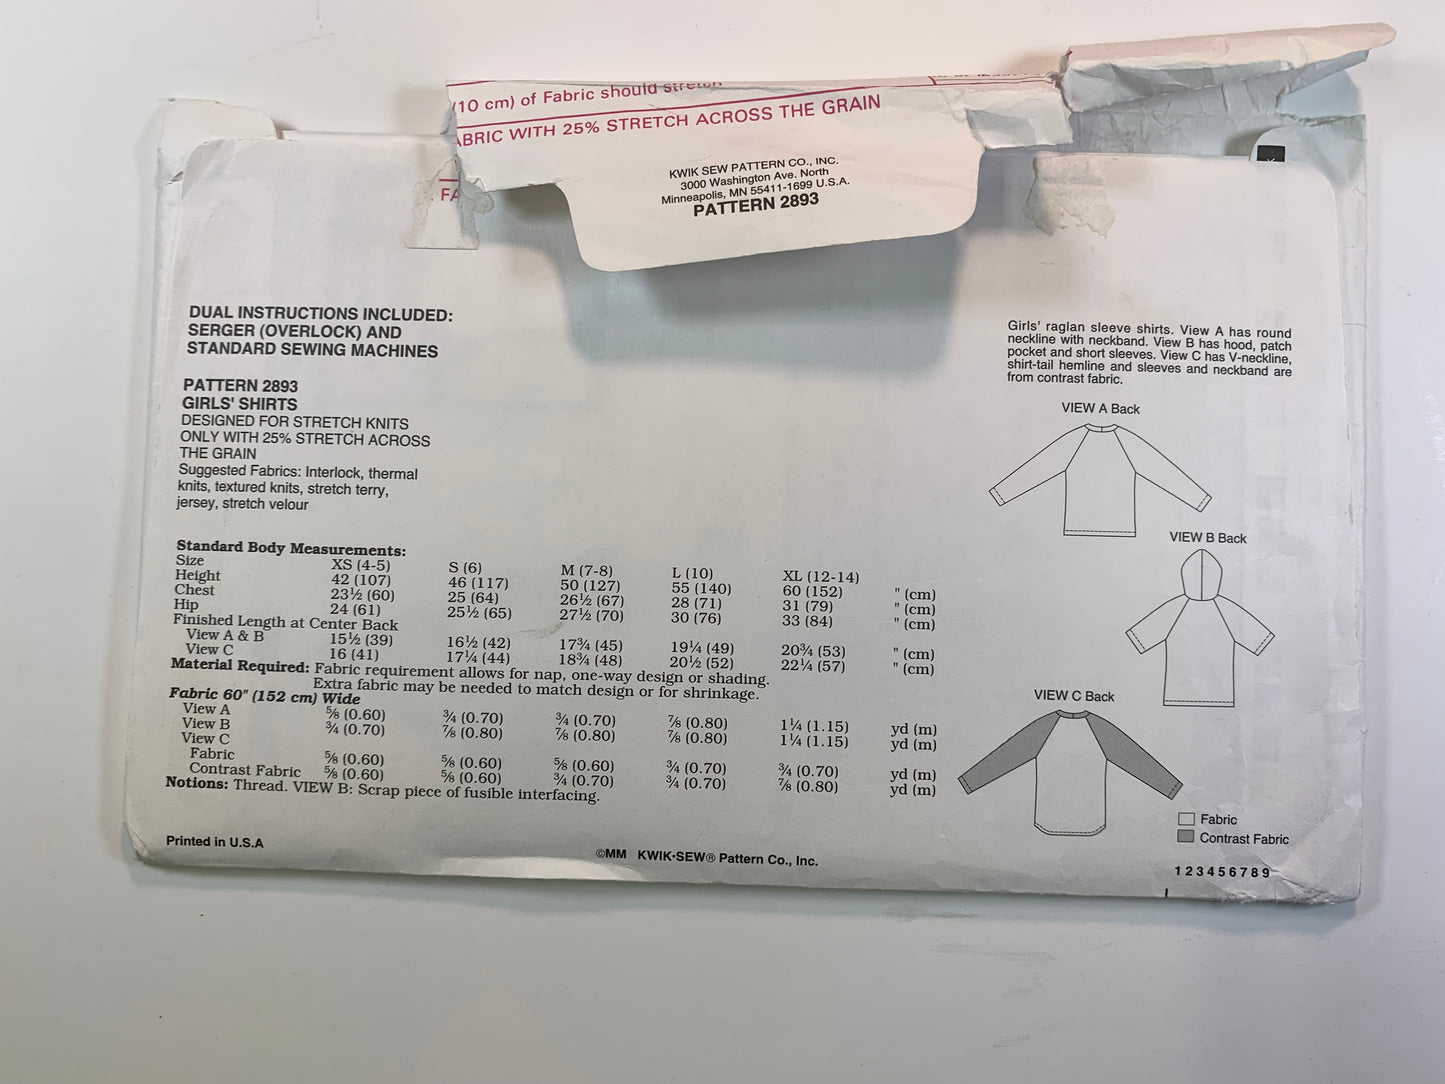 (10 cm) of Fabric should stretch
ABRIC WITH 25% STRETCH ACROSS THE GRAIN
FA
KWIK SEW PATTERN CO., INC.
3000 Washington Ave. North
Minneapolis, MN 55411-1699 U.S.A.
PATTERN 2893
DUAL INSTRUCTIONS INCLUDED:
SERGER (OVERLOCK) AND
STANDARD SEWING MACHINES
PATTERN 2893
GIRLS' SHIRTS
DESIGNED FOR STRETCH KNITS
ONLY WITH 25% STRETCH ACROSS
THE GRAIN
Suggested Fabrics: Interlock, thermal
knits, textured knits, stretch terry,
jersey, stretch velour
Standard Body Measurements:
Size XS (4-5) S (6) M (7-8) L (10) XL (12-14)
Height 42 (107) 46 (117) 50 (127) 55 (140) 60 (152) " (cm)
Chest 23½ (60) 25 (64) 26½ (67) 28 (71) 31 (79) " (cm)
Hip 24 (61) 25½ (65) 27½ (70) 30 (76) 33 (84) " (cm)
Finished Length at Center Back
View A & B 15½ (39) 16½ (42) 17¾ (45) 19¼ (49) 20¾ (53) " (cm)
View C 16 (41) 17¼ (44) 18¾ (48) 20½ (52) 22¼ (57) " (cm)
Material Required: Fabric requirement allows for nap, one-way design or shading.
Extra fabric may be needed to match design or for shrinkage.
Fabric 60" (152 cm) Wide
View A ⅝ (0.60) ¾ (0.70) ¾ (0.70) ⅞ (0.80) 1¼ (1.15) yd (m)
View B ¾ (0.70) ⅞ (0.80) ⅞ (0.80) ⅞ (0.80) 1¼ (1.15) yd (m)
View C
Fabric ⅝ (0.60) ⅝ (0.60) ⅝ (0.60) ¾ (0.70) ¾ (0.70) yd (m)
Contrast Fabric ⅝ (0.60) ⅝ (0.60) ¾ (0.70) ¾ (0.70) ⅞ (0.80) yd (m)
Notions: Thread. VIEW B: Scrap piece of fusible interfacing.
Printed in U.S.A
©MM KWIK•SEW® Pattern Co., Inc.
Girls' raglan sleeve shirts. View A has round
neckline with neckband. View B has hood, patch
pocket and short sleeves. View C has V-neckline,
shirt-tail hemline and sleeves and neckband are
from contrast fabric.
VIEW A Back
VIEW B Back
VIEW C Back
Fabric
Contrast Fabric
1 2 3 4 5 6 7 8 9